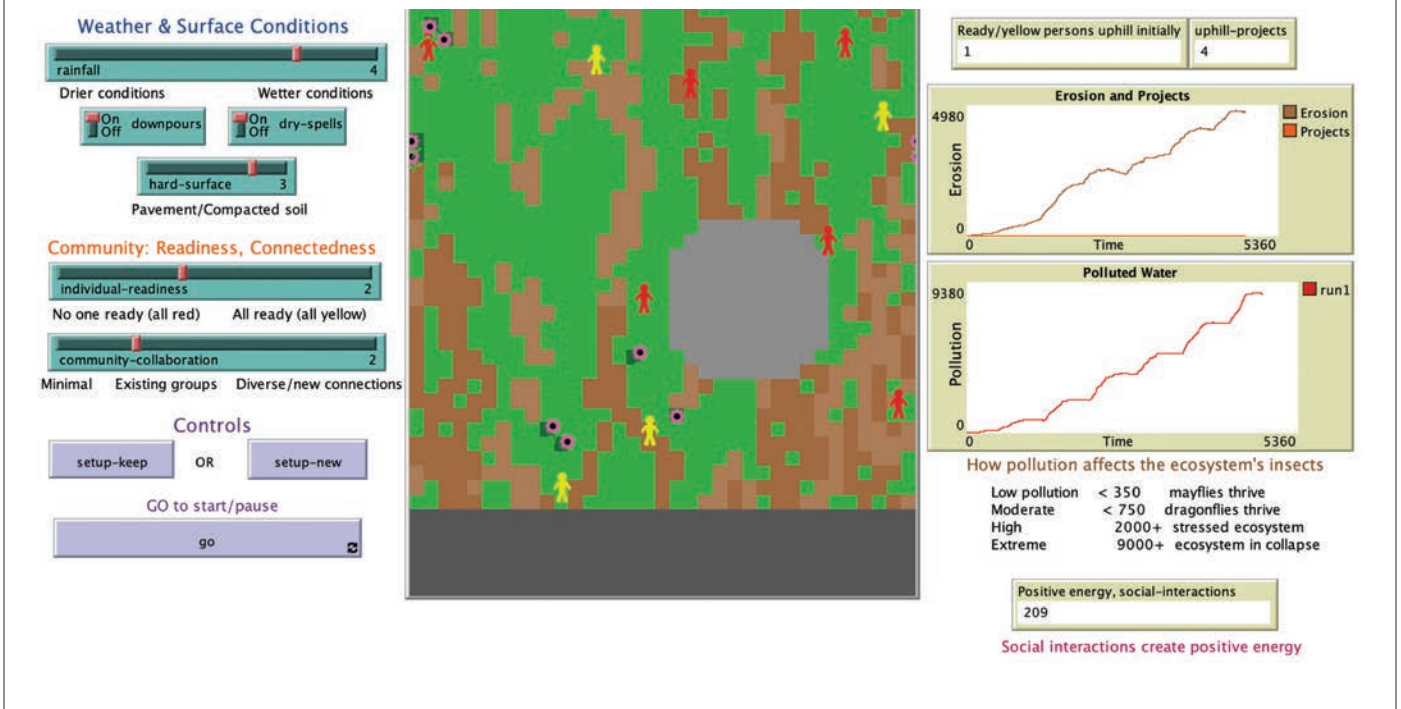 Weather & Surface Conditions
rainfall 4
Drier conditions Wetter conditions
On
Off downpours
On
Off dry-spells
hard-surface 3
Pavement/Compacted soil
Community: Readiness, Connectedness
individual-readiness 2
No one ready (all red) All ready (all yellow)
community-collaboration 2
Minimal Existing groups Diverse/new connections
Controls
setup-keep OR setup-new
GO to start/pause
go
Ready/yellow persons uphill initially
1
uphill-projects
4
Erosion and Projects
4980
Erosion
0
0 Time 5360
Erosion
Projects
Polluted Water
9380
Pollution
0
0 Time 5360
run1
How pollution affects the ecosystem's insects
Low pollution < 350 mayflies thrive
Moderate < 750 dragonflies thrive
High 2000+ stressed ecosystem
Extreme 9000+ ecosystem in collapse
Positive energy, social-interactions
209
Social interactions create positive energy